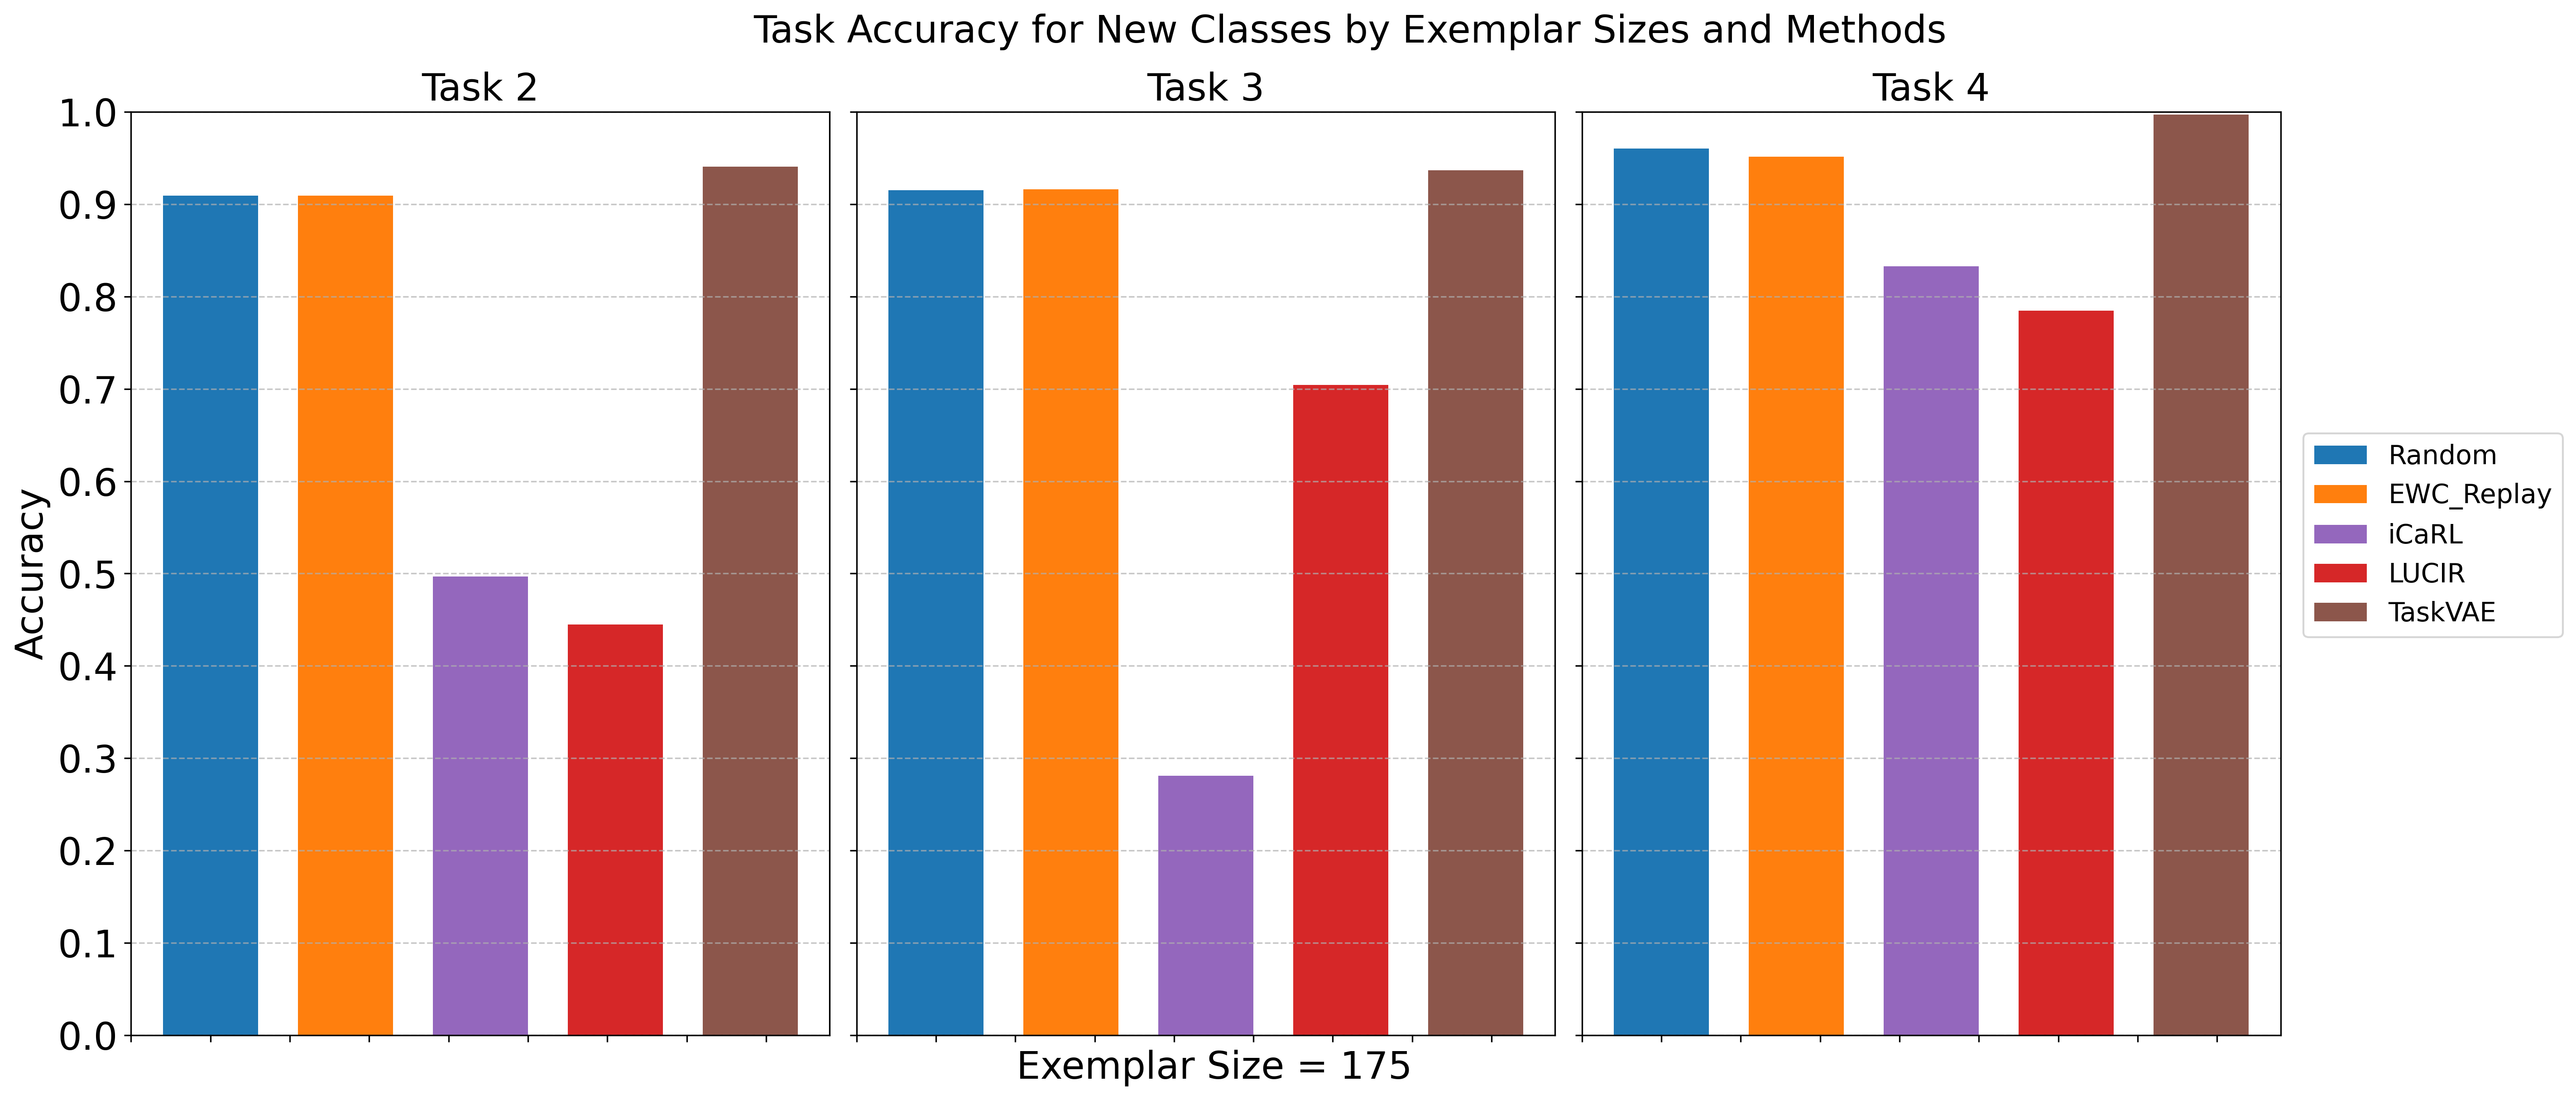 Task Accuracy for New Classes by Exemplar Sizes and Methods
Task 2
Task 3
Task 4
Accuracy
1.0
0.9
0.8
0.7
0.6
0.5
0.4
0.3
0.2
0.1
0.0
Exemplar Size = 175
Random
EWC_Replay
iCaRL
LUCIR
TaskVAE